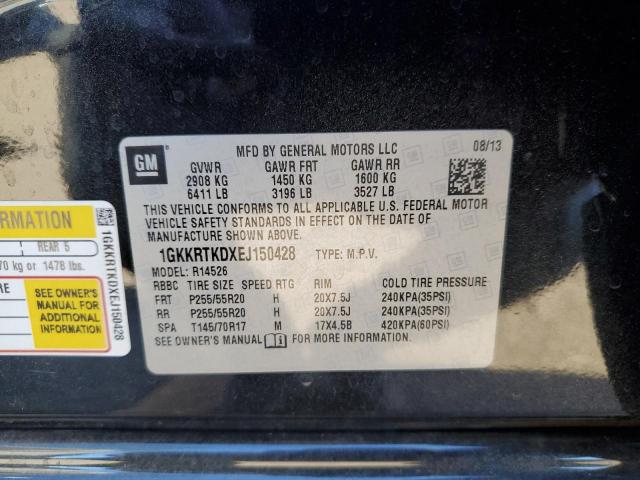 MFD BY GENERAL MOTORS LLC 08/13
GM
GVWR GAWR FRT GAWR RR
2908 KG 1450 KG 1600 KG
6411 LB 3196 LB 3527 LB
THIS VEHICLE CONFORMS TO ALL APPLICABLE U.S. FEDERAL MOTOR
VEHICLE SAFETY STANDARDS IN EFFECT ON THE DATE OF
MANUFACTURE SHOWN ABOVE.
1GKKRTKDXEJ150428 TYPE: M.P.V.
MODEL: R14526
RBBC TIRE SIZE SPEED RTG RIM COLD TIRE PRESSURE
FRT P255/55R20 H 20X7.5J 240KPA(35PSI)
RR P255/55R20 H 20X7.5J 240KPA(35PSI)
SPA T145/70R17 M 17X4.5B 420KPA(60PSI)
SEE OWNER'S MANUAL FOR MORE INFORMATION.
REAR 5
kg or 1478 lbs.
SEE OWNER'S
MANUAL FOR
ADDITIONAL
INFORMATION
1GKKRTKDXEJ150428